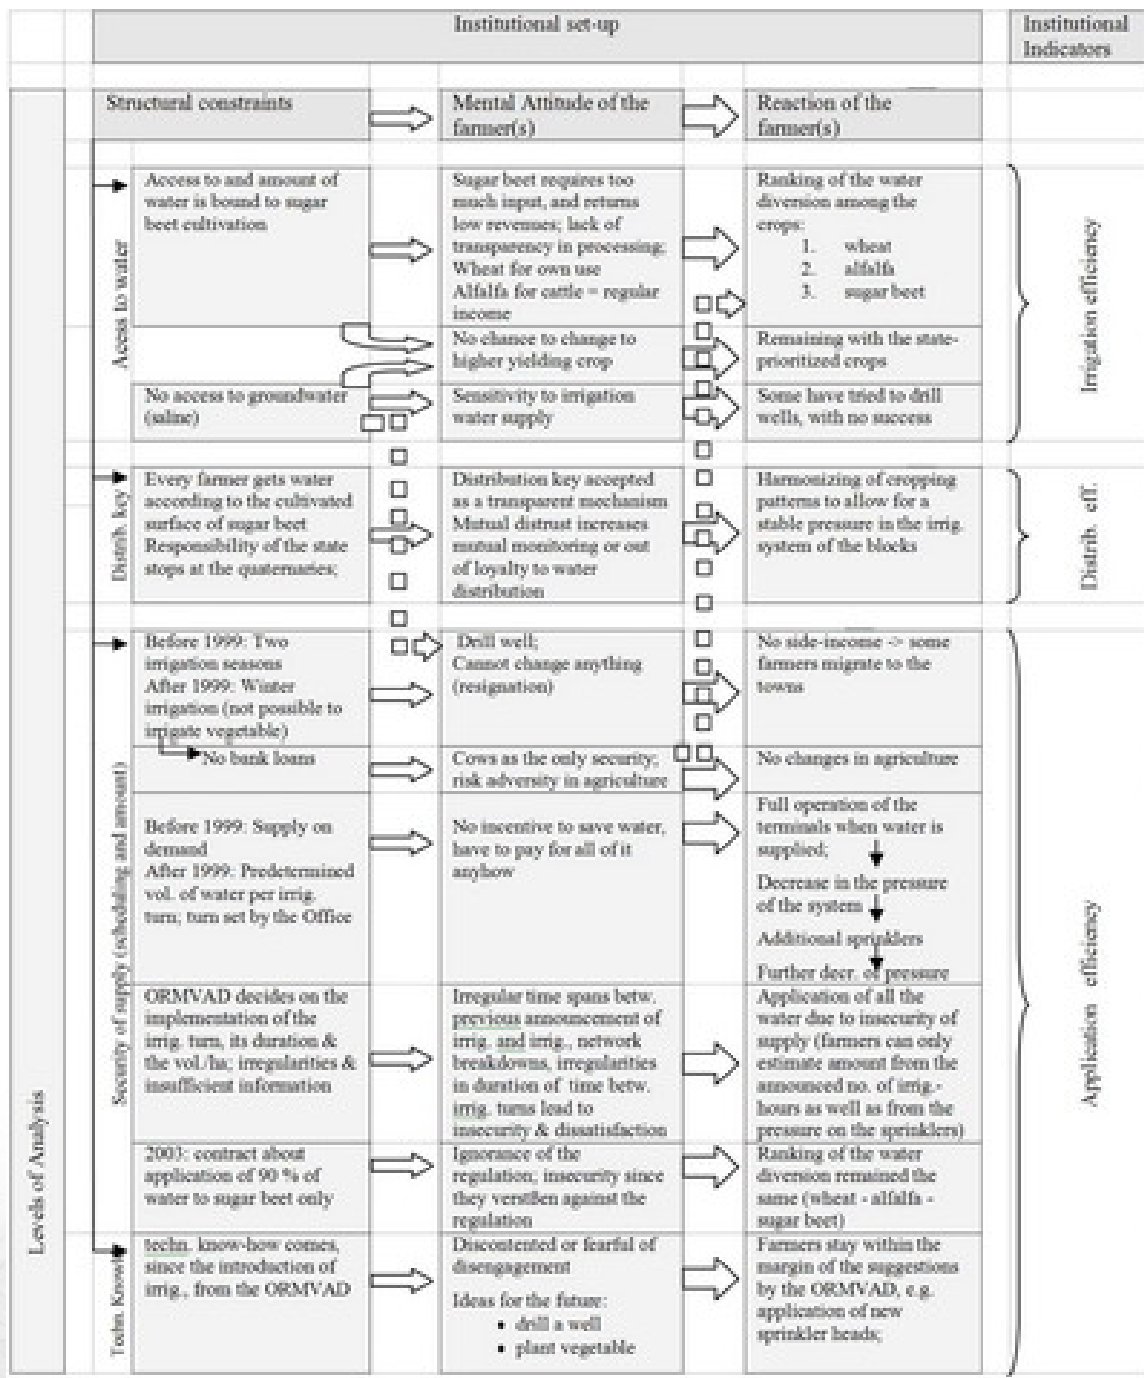 Institutional set-up
Institutional
Indicators
Structural constraints
Mental Attitude of the
farmer(s)
Reaction of the
farmer(s)
Levels of Analysis
Access to water
Access to and amount of
water is bound to sugar
beet cultivation
Sugar beet requires too
much input, and returns
low revenues; lack of
transparency in processing;
Wheat for own use
Alfalfa for cattle = regular
income
Ranking of the water
diversion among the
crops:
1. wheat
2. alfalfa
3. sugar beet
No chance to change to
higher yielding crop
Remaining with the state-
prioritized crops
No access to groundwater
(saline)
Sensitivity to irrigation
water supply
Some have tried to drill
wells, with no success
Irrigation efficiency
Distrib. key
Every farmer gets water
according to the cultivated
surface of sugar beet
Responsibility of the state
stops at the quaternaries;
Distribution key accepted
as a transparent mechanism
Mutual distrust increases
mutual monitoring or out
of loyalty to water
distribution
Harmonizing of cropping
patterns to allow for a
stable pressure in the irrig.
system of the blocks
Distrib. eff.
Security of supply (scheduling and amount)
Before 1999: Two
irrigation seasons
After 1999: Winter
irrigation (not possible to
irrigate vegetable)
Drill well;
Cannot change anything
(resignation)
No side-income -> some
farmers migrate to the
towns
No bank loans
Cows as the only security;
risk adversity in agriculture
No changes in agriculture
Before 1999: Supply on
demand
After 1999: Predetermined
vol. of water per irrig.
turn; turn set by the Office
No incentive to save water,
have to pay for all of it
anyhow
Full operation of the
terminals when water is
supplied;
Decrease in the pressure
of the system
Additional sprinklers
Further decr. of pressure
ORMVAD decides on the
implementation of the
irrig. turn, its duration &
the vol./ha; irregularities &
insufficient information
Irregular time spans betw.
previous announcement of
irrig. and irrig., network
breakdowns, irregularities
in duration of time betw.
irrig. turns lead to
insecurity & dissatisfaction
Application of all the
water due to insecurity of
supply (farmers can only
estimate amount from the
announced no. of irrig.-
hours as well as from the
pressure on the sprinklers)
2003: contract about
application of 90 % of
water to sugar beet only
Ignorance of the
regulation; insecurity since
they verstßen against the
regulation
Ranking of the water
diversion remained the
same (wheat - alfalfa -
sugar beet)
Application efficiency
Techn. Knowh
techn. know-how comes,
since the introduction of
irrig., from the ORMVAD
Discontented or fearful of
disengagement
Ideas for the future:
• drill a well
• plant vegetable
Farmers stay within the
margin of the suggestions
by the ORMVAD, e.g.
application of new
sprinkler heads;